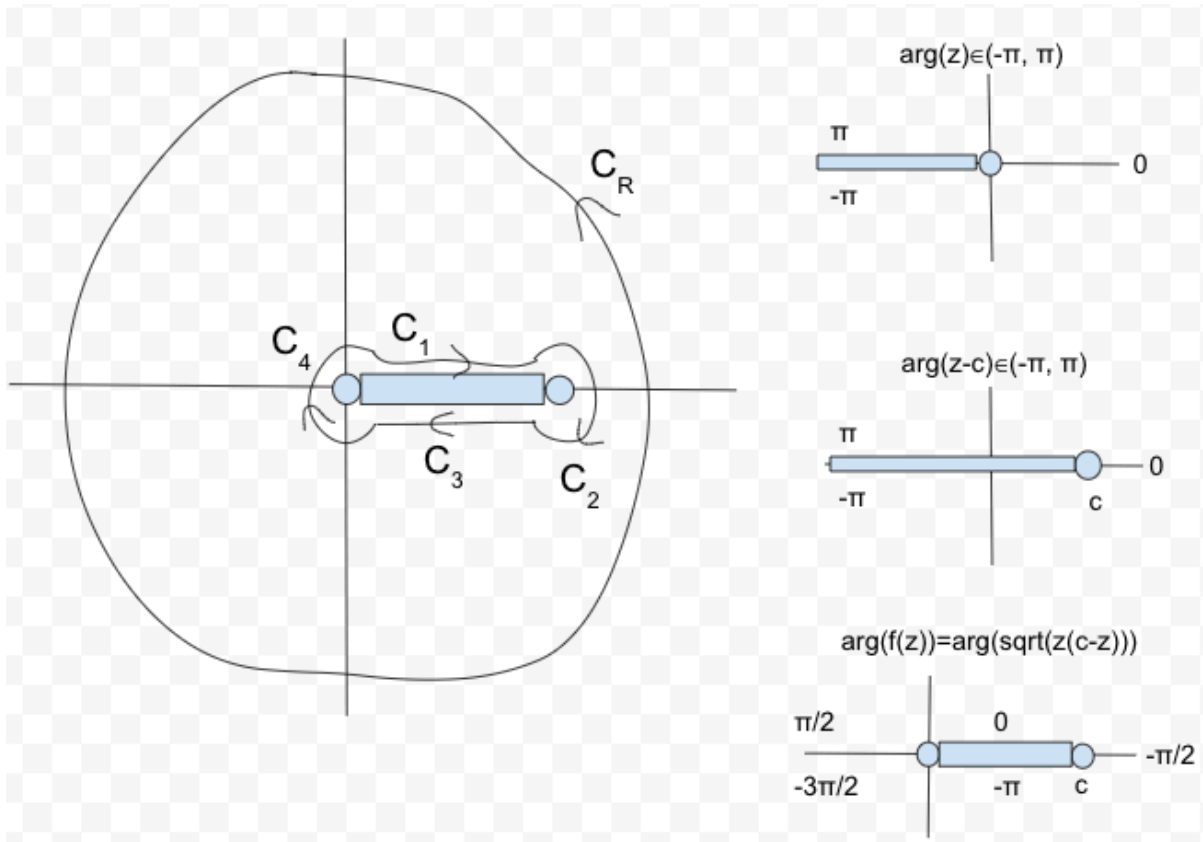 C_R
C_4
C_1
C_3
C_2
arg(z)∈(-π, π)
π
0
-π
arg(z-c)∈(-π, π)
π
0
-π
c
arg(f(z))=arg(sqrt(z(c-z)))
π/2 0
-π/2
-3π/2 -π c